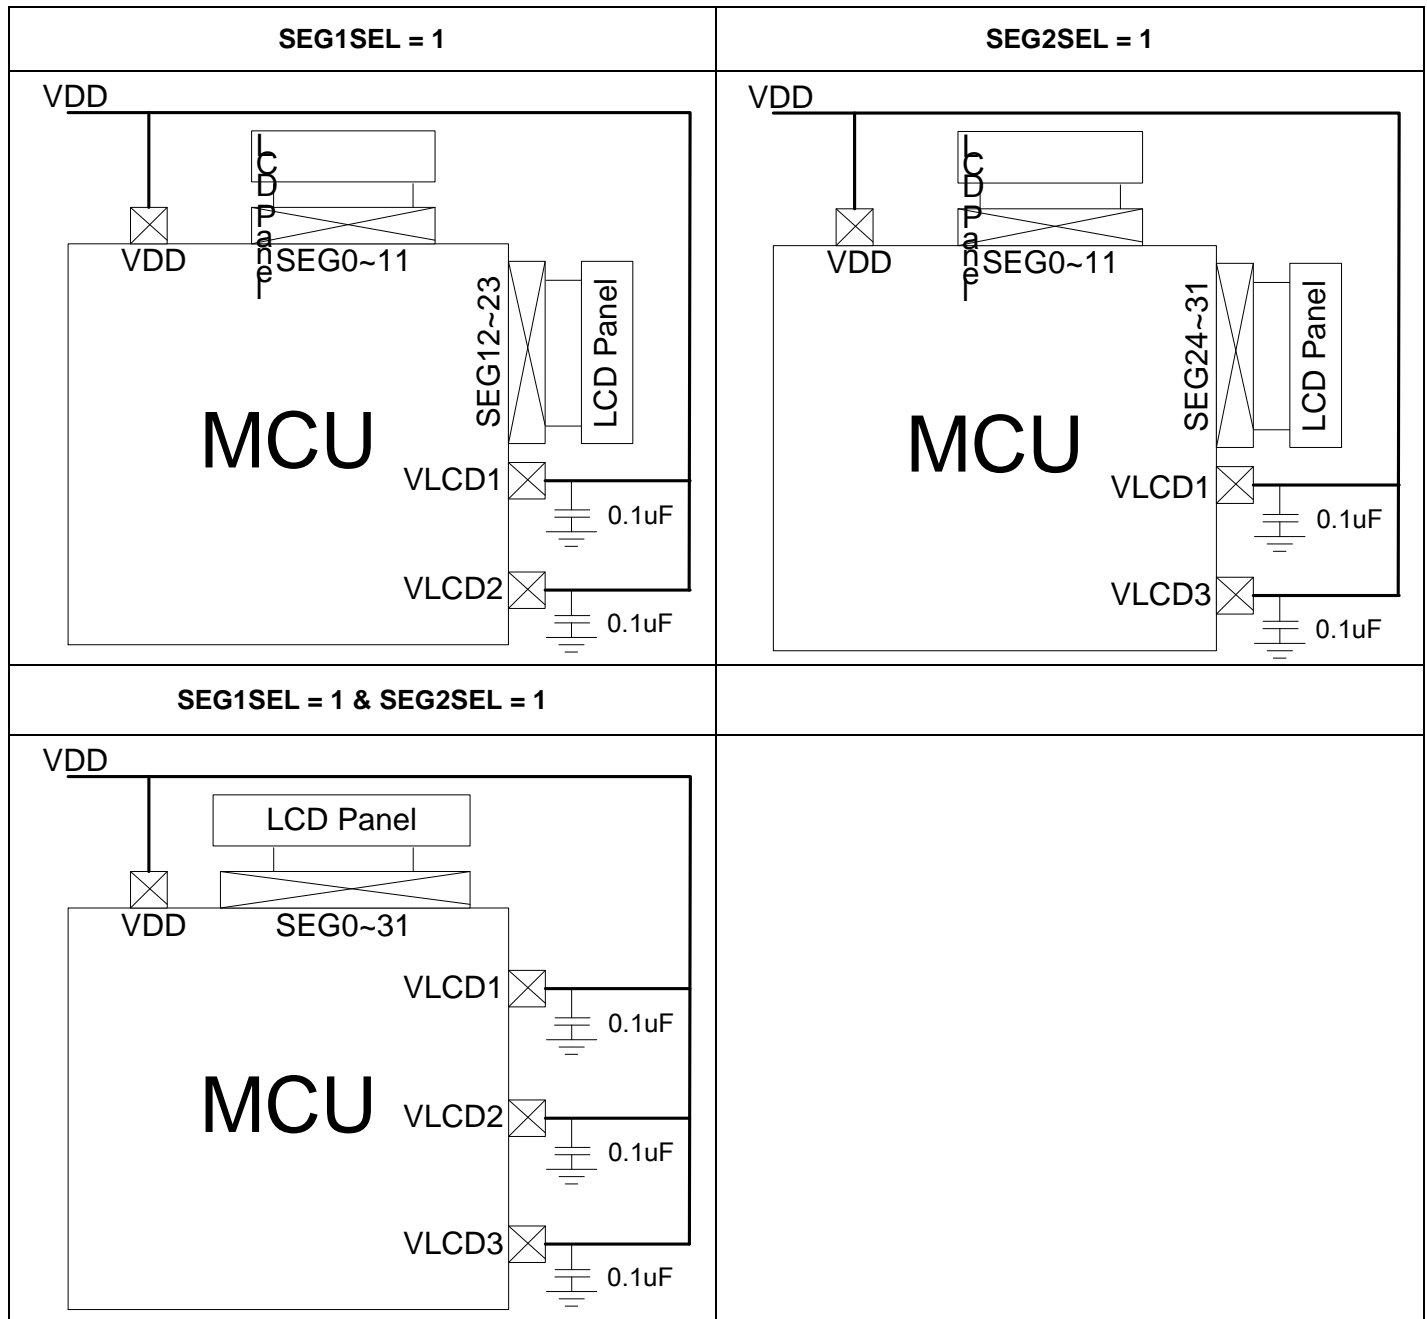 SEG1SEL = 1
SEG2SEL = 1
VDD
LCD Panel
VDD
SEG0~11
SEG12~23
LCD Panel
MCU
VLCD1
0.1uF
VLCD2
0.1uF
VDD
LCD Panel
VDD
SEG0~11
SEG24~31
LCD Panel
MCU
VLCD1
0.1uF
VLCD3
0.1uF
SEG1SEL = 1 & SEG2SEL = 1
VDD
LCD Panel
VDD
SEG0~31
VLCD1
0.1uF
MCU
VLCD2
0.1uF
VLCD3
0.1uF